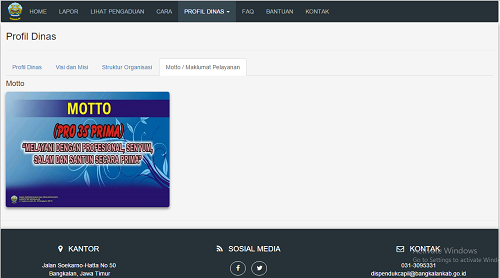 HOME LAPOR LIHAT PENGADUAN CARA PROFIL DINAS FAQ BANTUAN KONTAK
Profil Dinas
Profil Dinas Visi dan Misi Struktur Organisasi Motto / Maklumat Pelayanan
Motto
MOTTO
(PRO 3S PRIMA)
"MELAYANI DENGAN PROFESIONAL, SENYUM,
SALAM DAN SANTUN SECARA PRIMA"
KANTOR SOSIAL MEDIA KONTAK
Jalan Soekarno-Hatta No 50
Bangkalan, Jawa Timur
031-3095331
dispendukcapil@bangkalankab.go.id
Activate Windows
Go to Settings to activate Wind